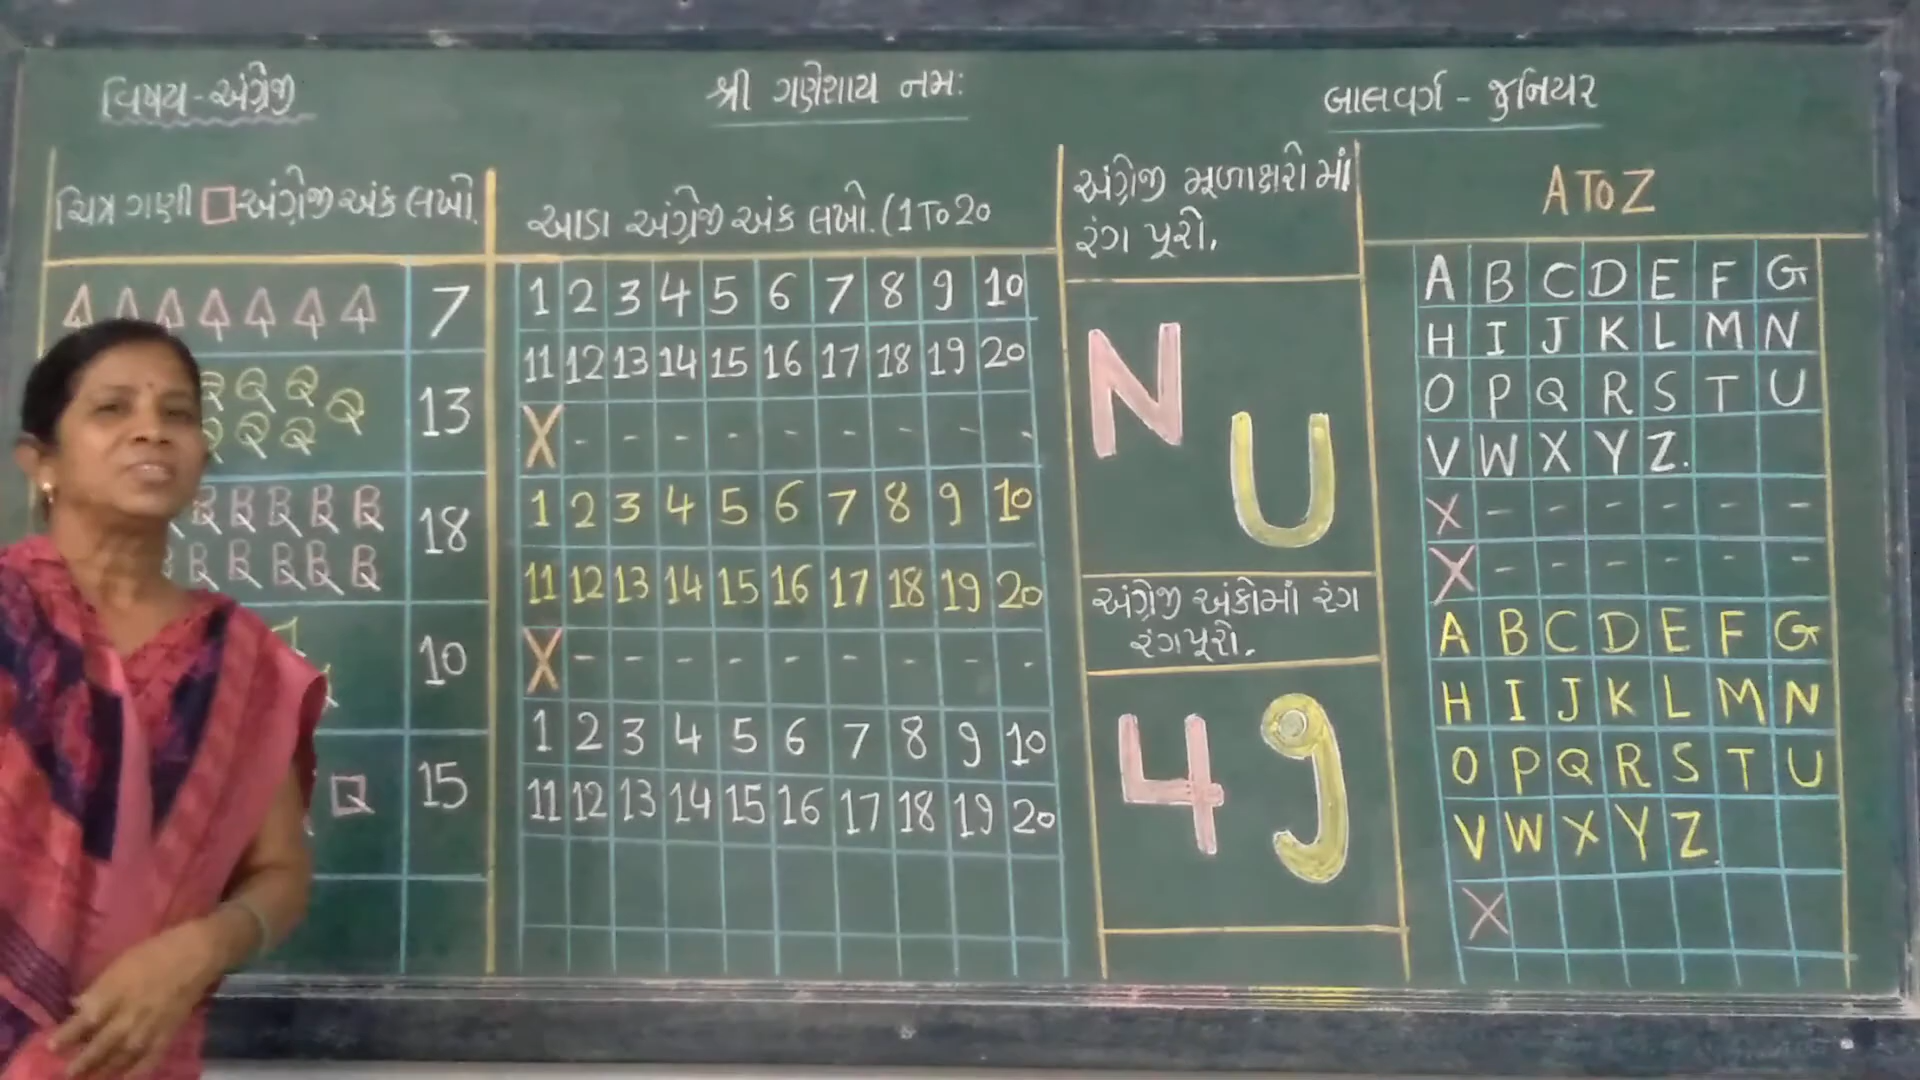 વિષય-અંગ્રેજી
શ્રી ગણેશાય નમઃ
બાલવર્ગ - જુનિયર
ચિત્ર ગણી □ અંગ્રેજી અંક લખો.
7
13
18
10
15
આડા અંગ્રેજી અંક લખો. (1 To 20
1 2 3 4 5 6 7 8 9 10
11 12 13 14 15 16 17 18 19 20
X - - - - - - - - -
1 2 3 4 5 6 7 8 9 10
11 12 13 14 15 16 17 18 19 20
X - - - - - - - - -
1 2 3 4 5 6 7 8 9 10
11 12 13 14 15 16 17 18 19 20
અંગ્રેજી મૂળાક્ષરોમાં
રંગ પૂરો.
N
U
અંગ્રેજી અંકોમાં રંગ
રંગ પૂરો.
4 9
A To Z
A B C D E F G
H I J K L M N
O P Q R S T U
V W X Y Z.
X - - - - - -
X - - - - - -
A B C D E F G
H I J K L M N
O P Q R S T U
V W X Y Z.
X